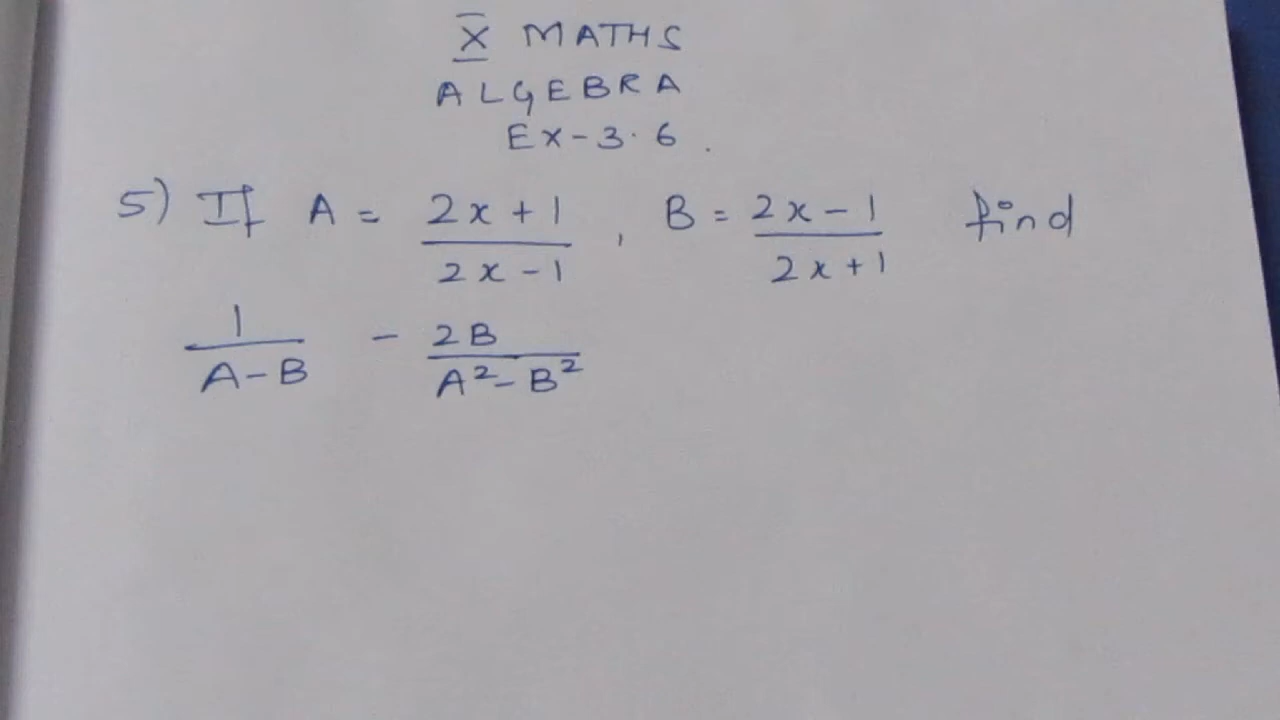 X MATHS
ALGEBRA
EX-3.6.
5) If A = 2x+1 / 2x-1 , B = 2x-1 / 2x+1 find
1 / A-B - 2B / A²-B²